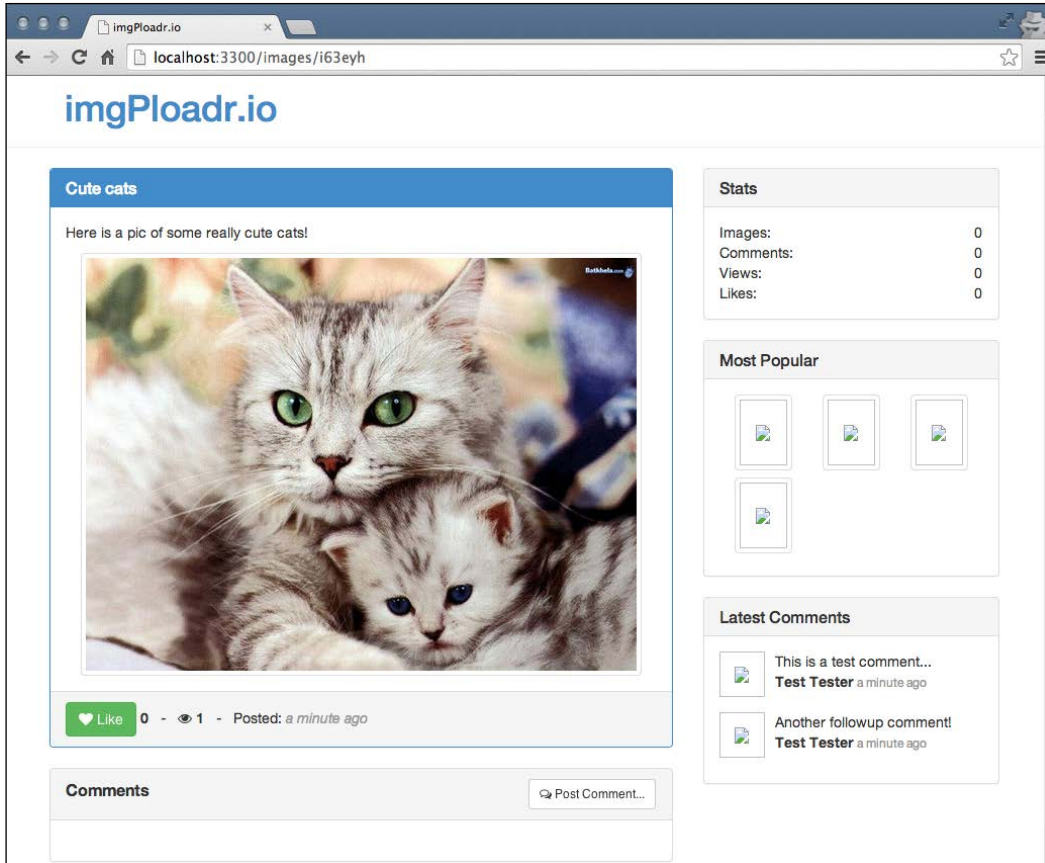 imgPloadr.io
localhost:3300/images/i63eyh
imgPloadr.io
Cute cats
Here is a pic of some really cute cats!
Batkhela.com
Like 0 - 1 - Posted: a minute ago
Comments
Post Comment...
Stats
Images: 0
Comments: 0
Views: 0
Likes: 0
Most Popular
Latest Comments
This is a test comment...
Test Tester a minute ago
Another followup comment!
Test Tester a minute ago